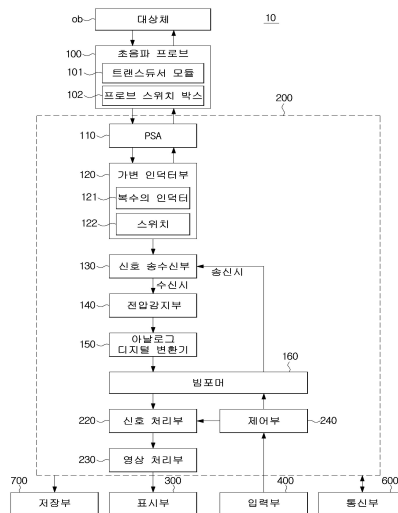 ob
대상체
10
100
초음파 프로브
101
트랜스듀서 모듈
102
프로브 스위치 박스
200
110
PSA
120
가변 인덕터부
121
복수의 인덕터
122
스위치
130
신호 송수신부
송신시
수신시
140
전압감지부
150
아날로그
디지털 변환기
160
빔포머
220
신호 처리부
제어부
240
230
영상 처리부
700
300
400
600
저장부
표시부
입력부
통신부